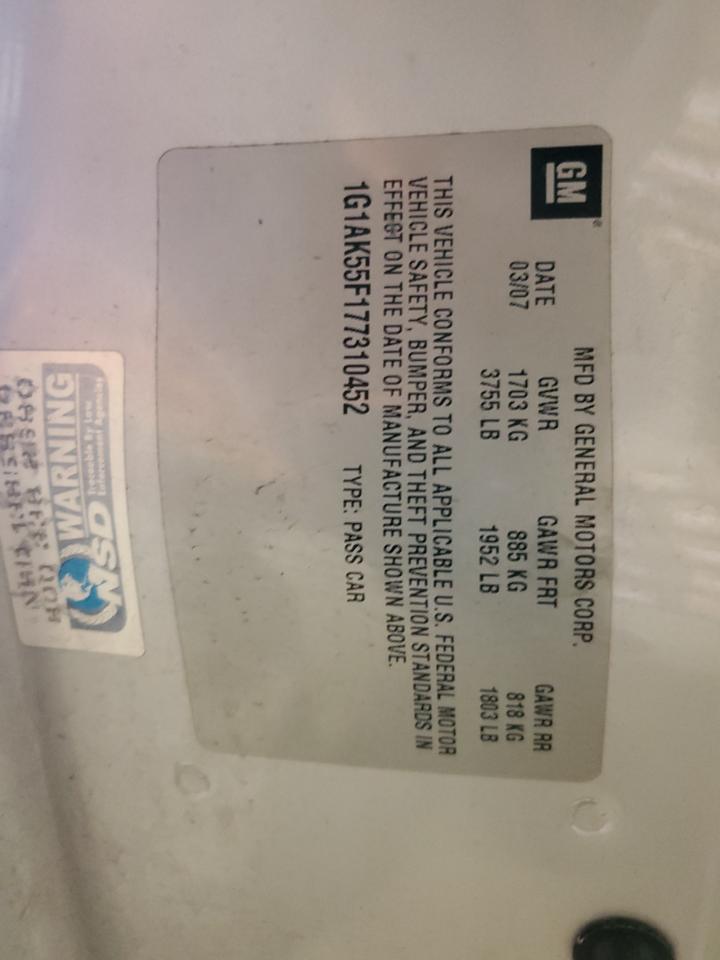 GM
MFD BY GENERAL MOTORS CORP.
DATE GVWR GAWR FRT GAWR RR
03/07 1703 KG 885 KG 818 KG
3755 LB 1952 LB 1803 LB
THIS VEHICLE CONFORMS TO ALL APPLICABLE U.S. FEDERAL MOTOR
VEHICLE SAFETY, BUMPER, AND THEFT PREVENTION STANDARDS IN
EFFECT ON THE DATE OF MANUFACTURE SHOWN ABOVE.
1G1AK55F177310452 TYPE: PASS CAR
WARNING